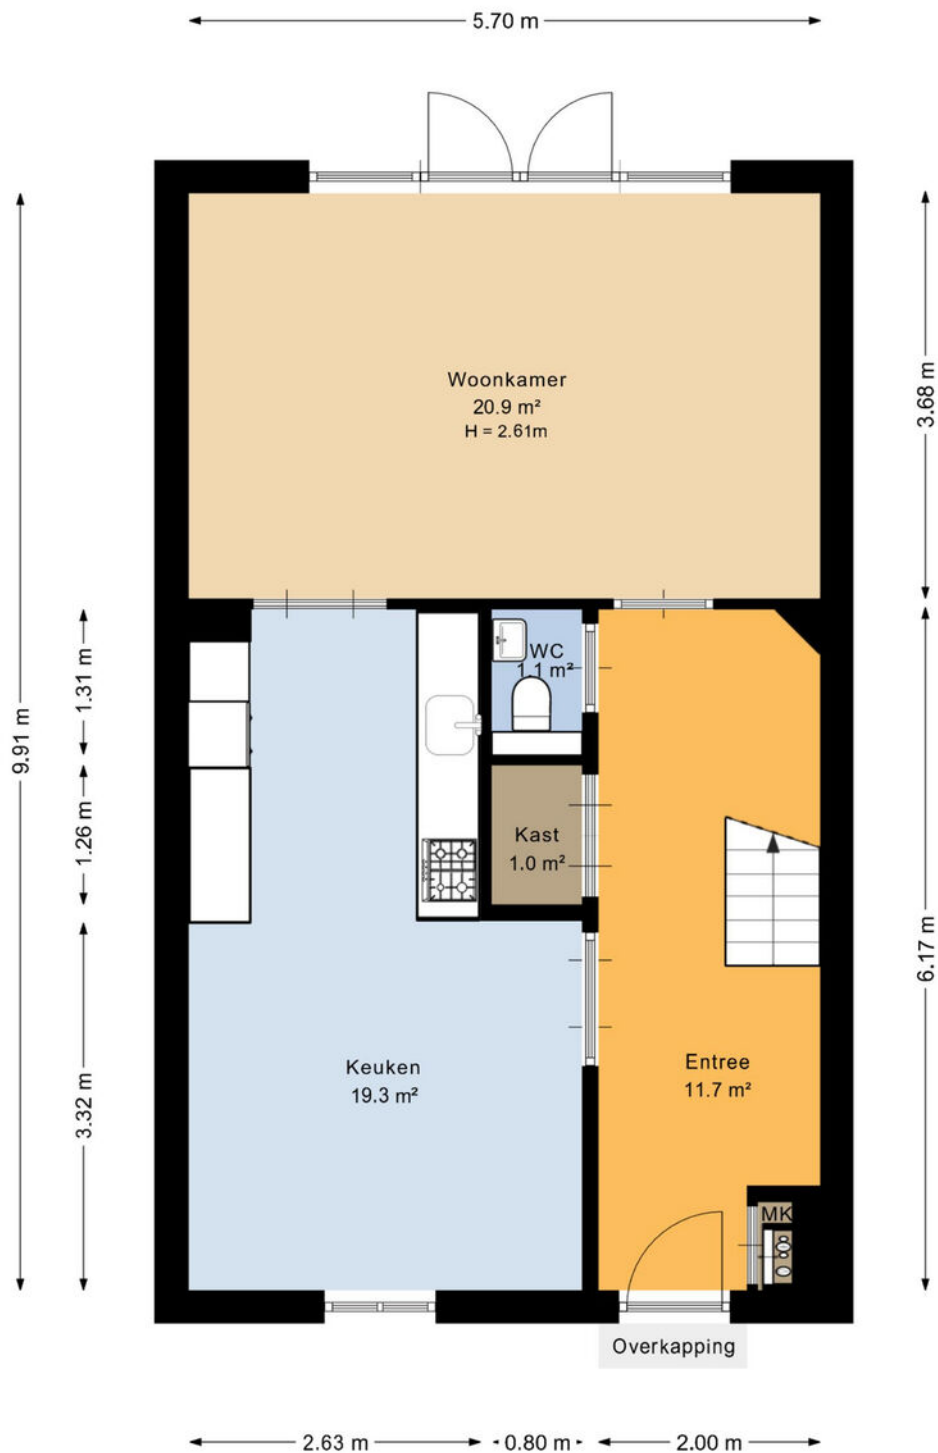 5.70 m
Woonkamer
20.9 m²
H = 2.61m
3.68 m
9.91 m
1.31 m
WC
1.1 m²
1.26 m
Kast
1.0 m²
6.17 m
3.32 m
Keuken
19.3 m²
Entree
11.7 m²
MK
Overkapping
2.63 m
0.80 m
2.00 m